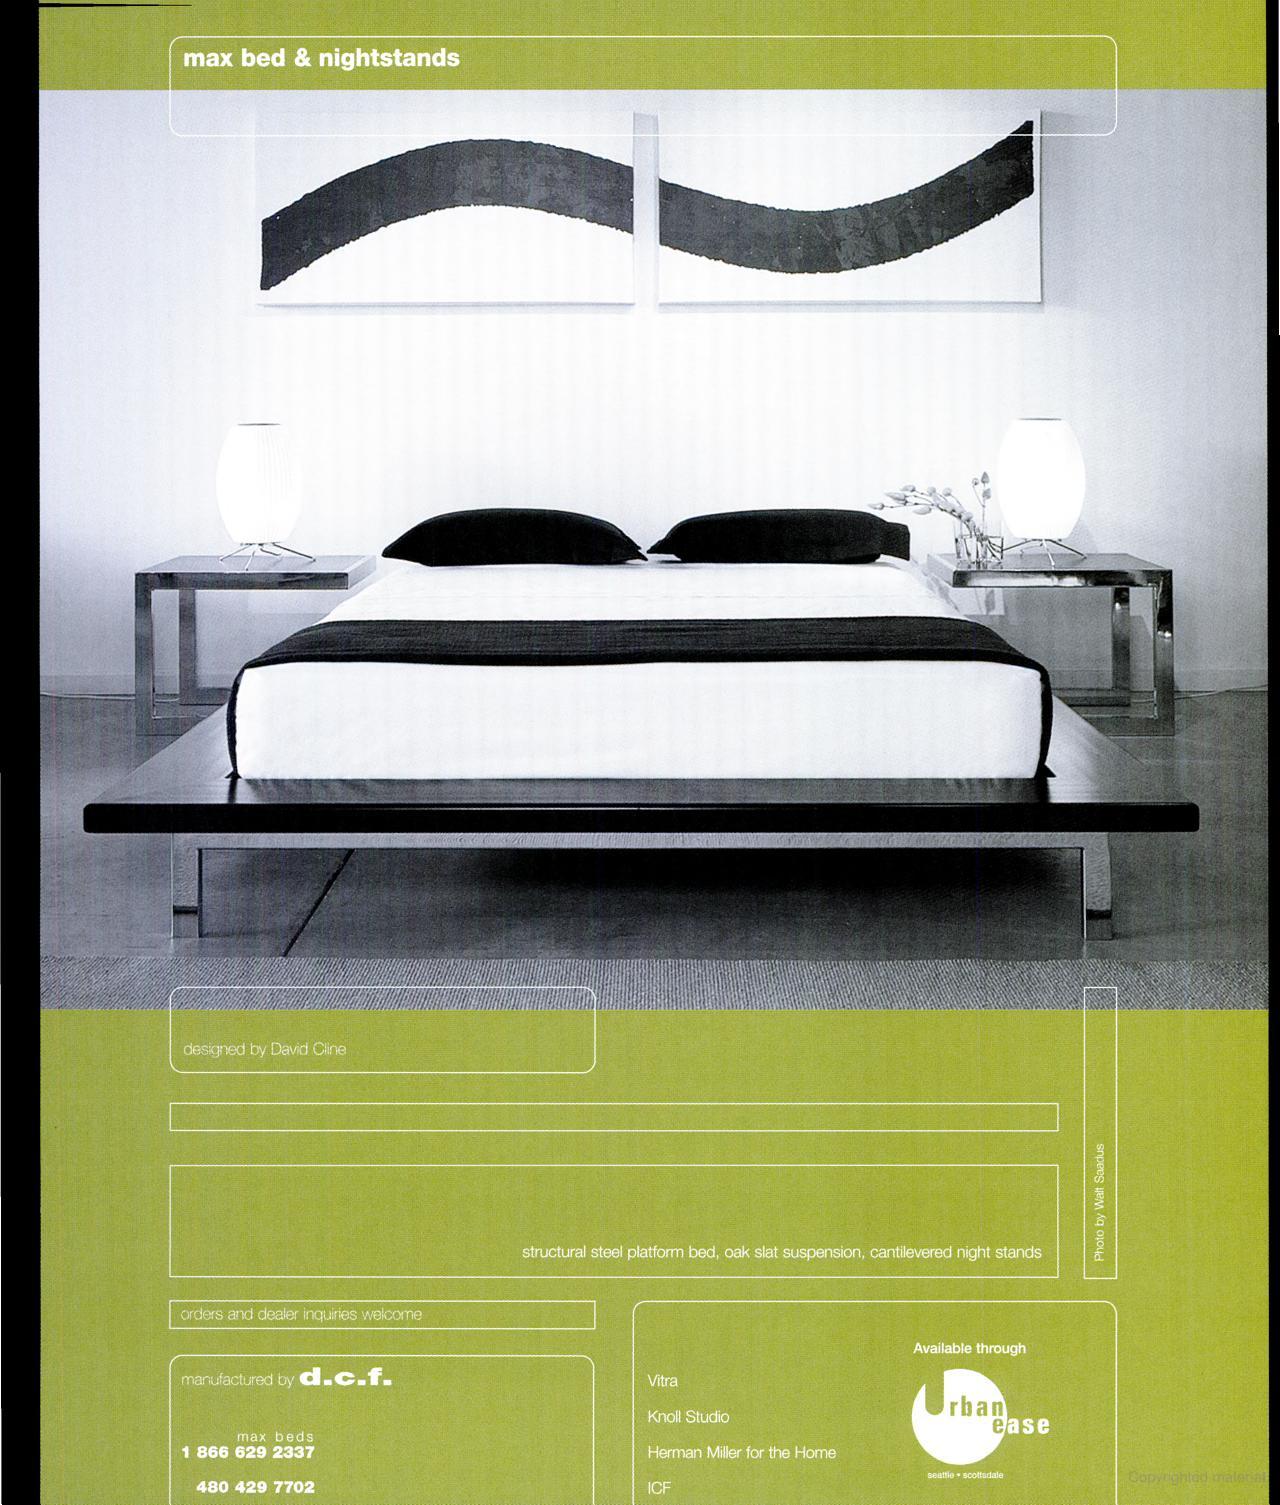 max bed & nightstands
designed by David Cline
Photo by Walt Saadus
structural steel platform bed, oak slat suspension, cantilevered night stands
orders and dealer inquiries welcome
manufactured by d.c.f.
max beds
1 866 629 2337
480 429 7702
Vitra
Knoll Studio
Herman Miller for the Home
ICF
Available through
Urban
ease
seattle • scottsdale
Copyrighted material